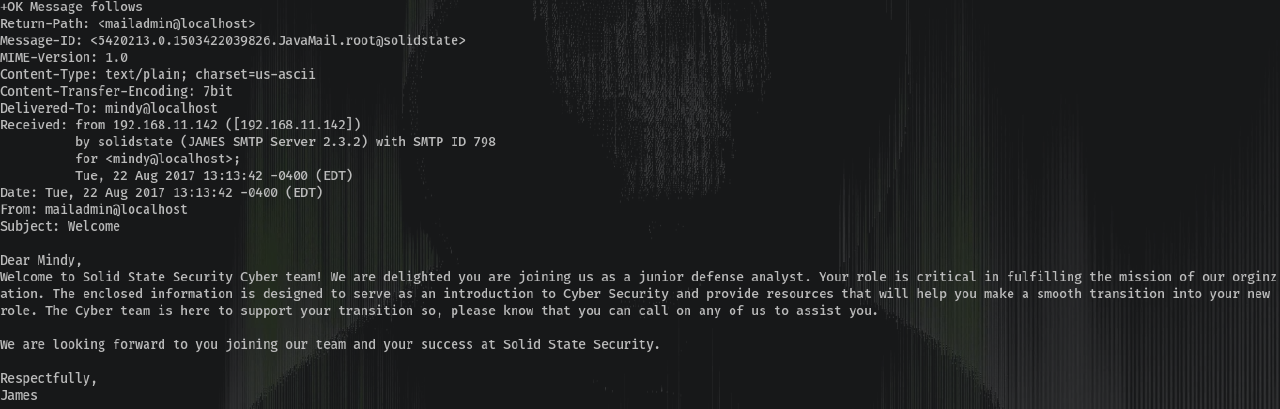 +OK Message follows
Return-Path: <mailadmin@localhost>
Message-ID: <5420213.0.1503422039826.JavaMail.root@solidstate>
MIME-Version: 1.0
Content-Type: text/plain; charset=us-ascii
Content-Transfer-Encoding: 7bit
Delivered-To: mindy@localhost
Received: from 192.168.11.142 ([192.168.11.142])
          by solidstate (JAMES SMTP Server 2.3.2) with SMTP ID 798
          for <mindy@localhost>;
          Tue, 22 Aug 2017 13:13:42 -0400 (EDT)
Date: Tue, 22 Aug 2017 13:13:42 -0400 (EDT)
From: mailadmin@localhost
Subject: Welcome

Dear Mindy,
Welcome to Solid State Security Cyber team! We are delighted you are joining us as a junior defense analyst. Your role is critical in fulfilling the mission of our orginz
ation. The enclosed information is designed to serve as an introduction to Cyber Security and provide resources that will help you make a smooth transition into your new
role. The Cyber team is here to support your transition so, please know that you can call on any of us to assist you.

We are looking forward to you joining our team and your success at Solid State Security.

Respectfully,
James